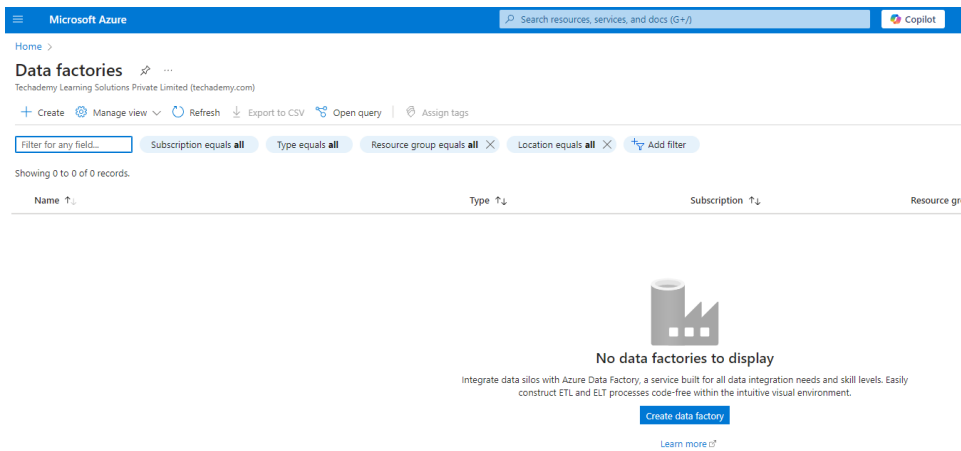 Microsoft Azure
Search resources, services, and docs (G+/)
Copilot
Home >
Data factories
Techademy Learning Solutions Private Limited (techademy.com)
Create
Manage view
Refresh
Export to CSV
Open query
Assign tags
Filter for any field...
Subscription equals all
Type equals all
Resource group equals all
Location equals all
Add filter
Showing 0 to 0 of 0 records.
Name
Type
Subscription
Resource gr
No data factories to display
Integrate data silos with Azure Data Factory, a service built for all data integration needs and skill levels. Easily
construct ETL and ELT processes code-free within the intuitive visual environment.
Create data factory
Learn more